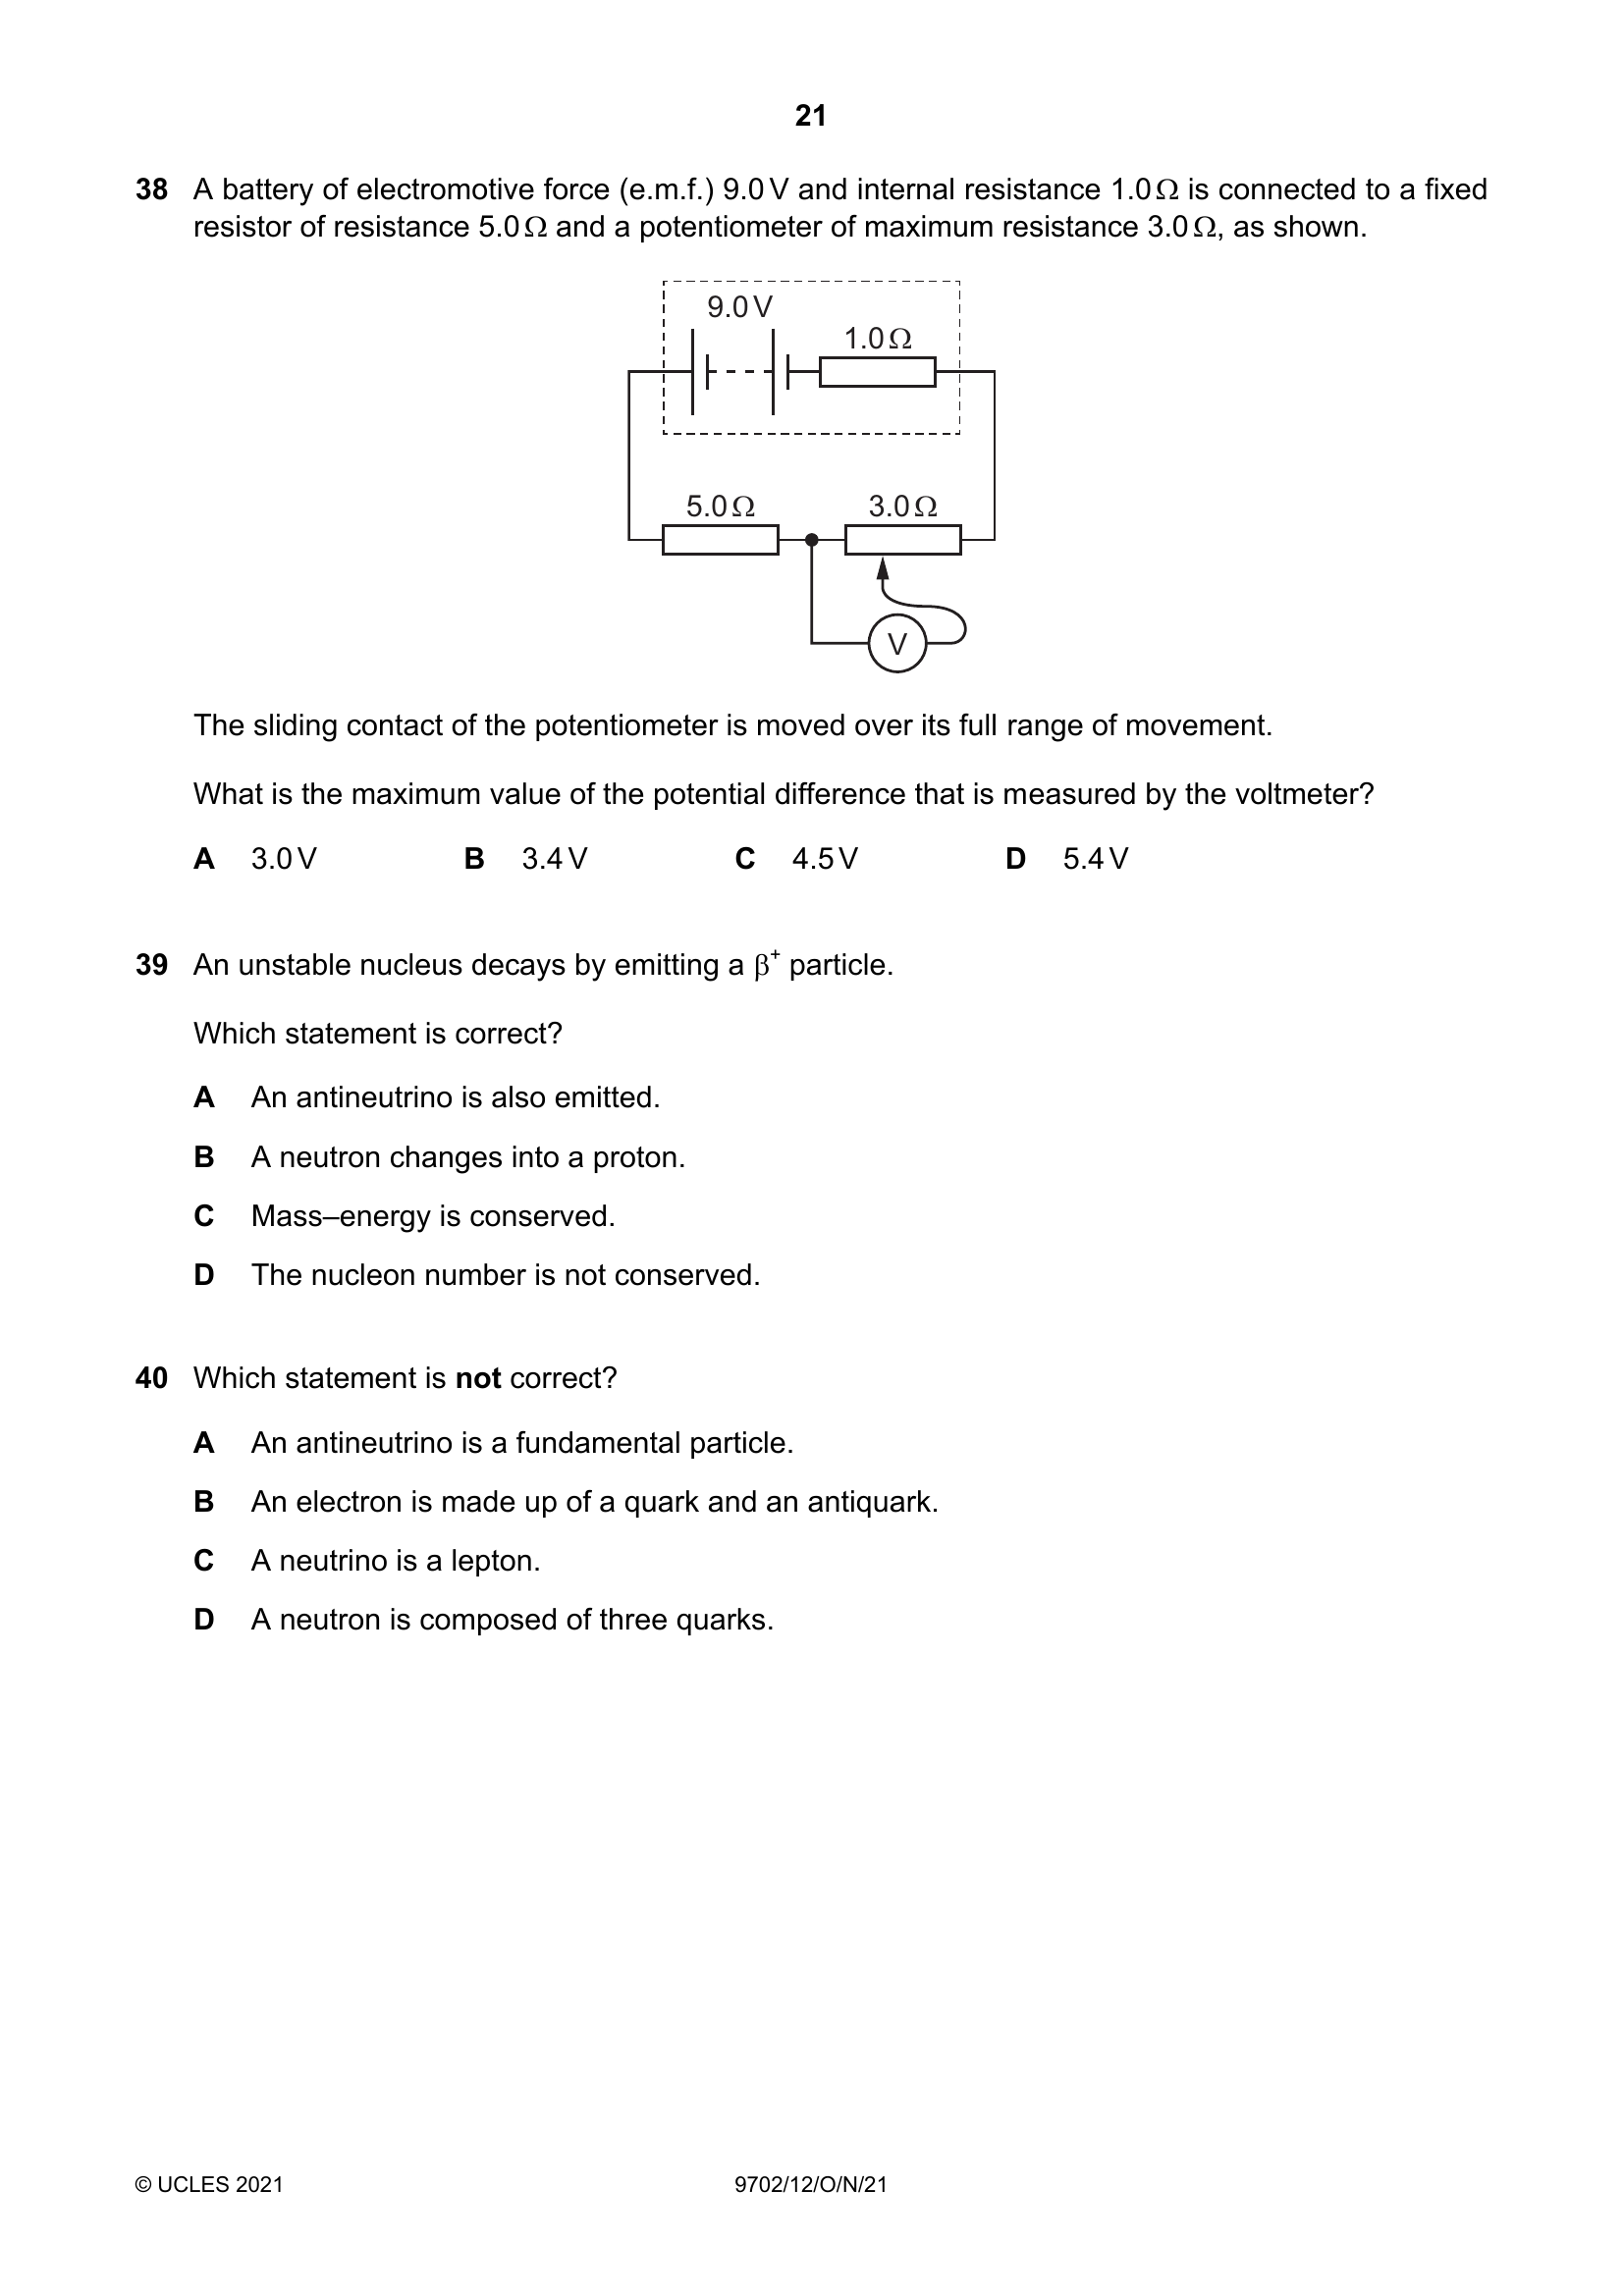 21
38 A battery of electromotive force (e.m.f.) 9.0 V and internal resistance 1.0 Ω is connected to a fixed
resistor of resistance 5.0 Ω and a potentiometer of maximum resistance 3.0 Ω, as shown.
9.0 V
1.0 Ω
5.0 Ω 3.0 Ω
V
The sliding contact of the potentiometer is moved over its full range of movement.
What is the maximum value of the potential difference that is measured by the voltmeter?
A 3.0 V B 3.4 V C 4.5 V D 5.4 V
39 An unstable nucleus decays by emitting a β⁺ particle.
Which statement is correct?
A An antineutrino is also emitted.
B A neutron changes into a proton.
C Mass–energy is conserved.
D The nucleon number is not conserved.
40 Which statement is not correct?
A An antineutrino is a fundamental particle.
B An electron is made up of a quark and an antiquark.
C A neutrino is a lepton.
D A neutron is composed of three quarks.
© UCLES 2021 9702/12/O/N/21